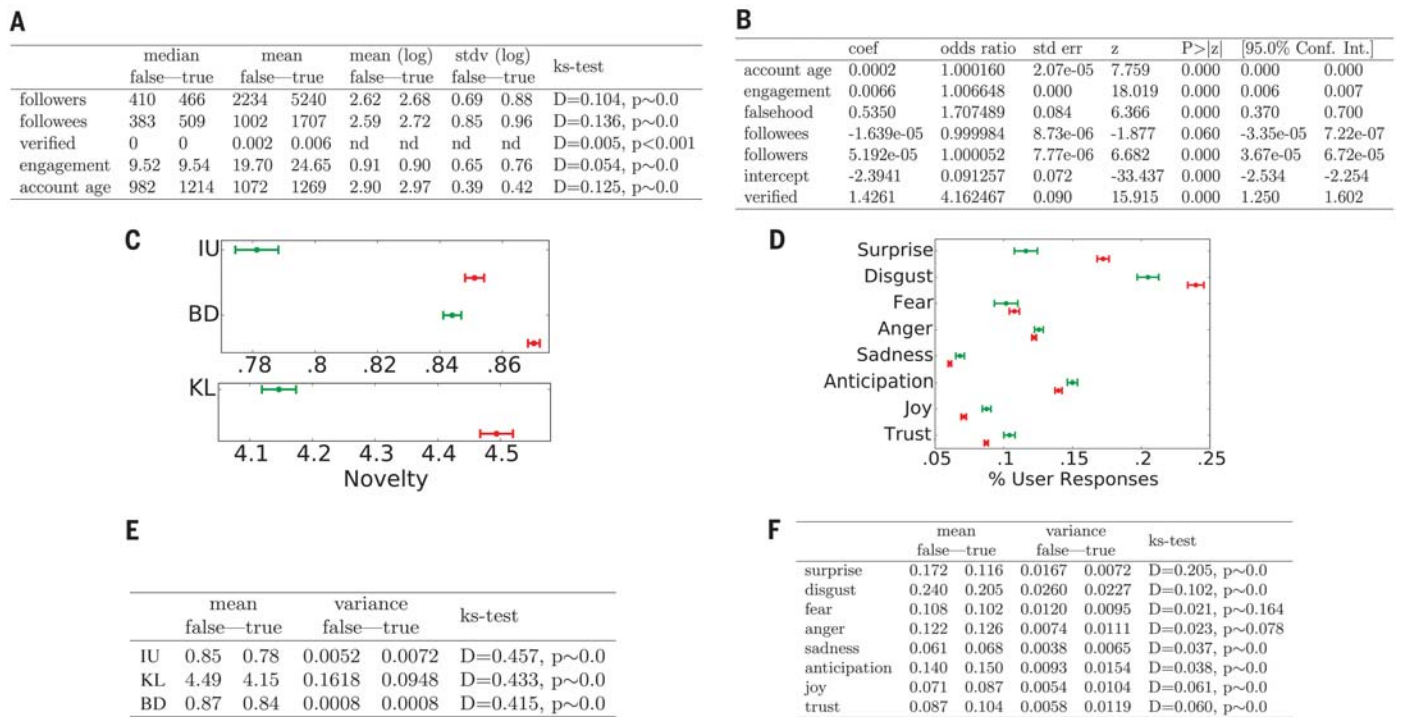 A
median mean mean (log) stdv (log) ks-test
false—true false—true false—true false—true
followers 410 466 2234 5240 2.62 2.68 0.69 0.88 D=0.104, p∼0.0
followees 383 509 1002 1707 2.59 2.72 0.85 0.96 D=0.136, p∼0.0
verified 0 0 0.002 0.006 nd nd nd nd D=0.005, p<0.001
engagement 9.52 9.54 19.70 24.65 0.91 0.90 0.65 0.76 D=0.054, p∼0.0
account age 982 1214 1072 1269 2.90 2.97 0.39 0.42 D=0.125, p∼0.0
B
coef odds ratio std err z P>|z| [95.0% Conf. Int.]
account age 0.0002 1.000160 2.07e-05 7.759 0.000 0.000 0.000
engagement 0.0066 1.006648 0.000 18.019 0.000 0.006 0.007
falsehood 0.5350 1.707489 0.084 6.366 0.000 0.370 0.700
followees -1.639e-05 0.999984 8.73e-06 -1.877 0.060 -3.35e-05 7.22e-07
followers 5.192e-05 1.000052 7.77e-06 6.682 0.000 3.67e-05 6.72e-05
intercept -2.3941 0.091257 0.072 -33.437 0.000 -2.534 -2.254
verified 1.4261 4.162467 0.090 15.915 0.000 1.250 1.602
C
IU
BD
.78 .8 .82 .84 .86
KL
4.1 4.2 4.3 4.4 4.5
Novelty
D
Surprise
Disgust
Fear
Anger
Sadness
Anticipation
Joy
Trust
.05 .1 .15 .2 .25
% User Responses
E
mean variance ks-test
false—true false—true
IU 0.85 0.78 0.0052 0.0072 D=0.457, p∼0.0
KL 4.49 4.15 0.1618 0.0948 D=0.433, p∼0.0
BD 0.87 0.84 0.0008 0.0008 D=0.415, p∼0.0
F
mean variance ks-test
false—true false—true
surprise 0.172 0.116 0.0167 0.0072 D=0.205, p∼0.0
disgust 0.240 0.205 0.0260 0.0227 D=0.102, p∼0.0
fear 0.108 0.102 0.0120 0.0095 D=0.021, p∼0.164
anger 0.122 0.126 0.0074 0.0111 D=0.023, p∼0.078
sadness 0.061 0.068 0.0038 0.0065 D=0.037, p∼0.0
anticipation 0.140 0.150 0.0093 0.0154 D=0.038, p∼0.0
joy 0.071 0.087 0.0054 0.0104 D=0.061, p∼0.0
trust 0.087 0.104 0.0058 0.0119 D=0.060, p∼0.0